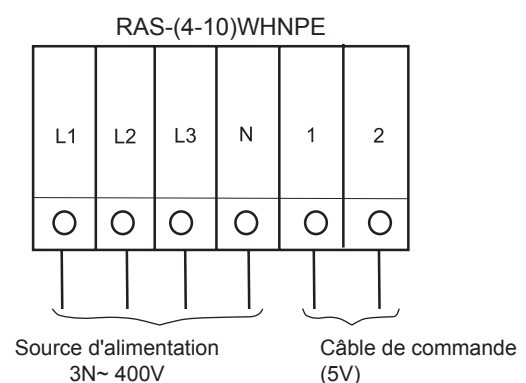 RAS-(4-10)WHNPE
L1 L2 L3 N 1 2
Source d'alimentation
3N~ 400V
Câble de commande
(5V)